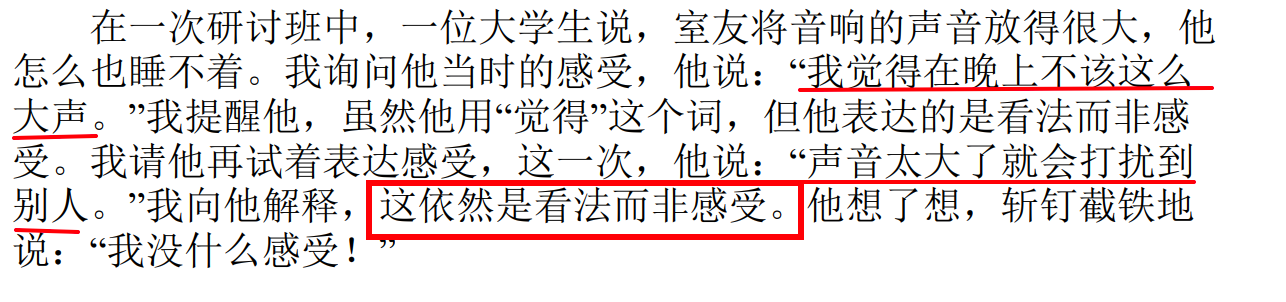 在一次研讨班中，一位大学生说，室友将音响的声音放得很大，他
怎么也睡不着。我询问他当时的感受，他说：“我觉得在晚上不该这么
大声。”我提醒他，虽然他用“觉得”这个词，但他表达的是看法而非感
受。我请他再试着表达感受，这一次，他说：“声音太大了就会打扰到
别人。”我向他解释，这依然是看法而非感受。他想了想，斩钉截铁地
说：“我没什么感受！”